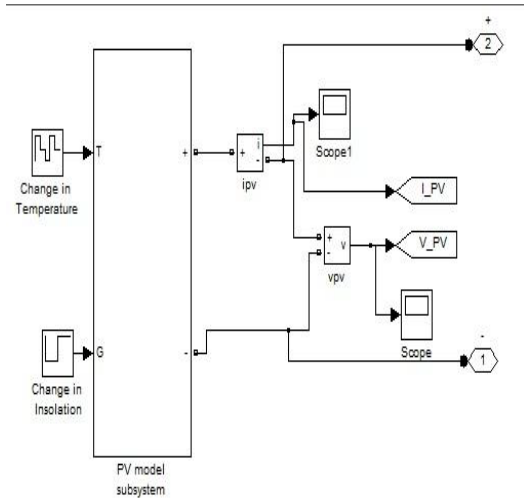 +
2
T
+
+
i
-
Scope1
Change in
Temperature
ipv
I_PV
+
-
v
V_PV
vpv
Scope
-
1
G
-
Change in
Insolation
PV model
subsystem